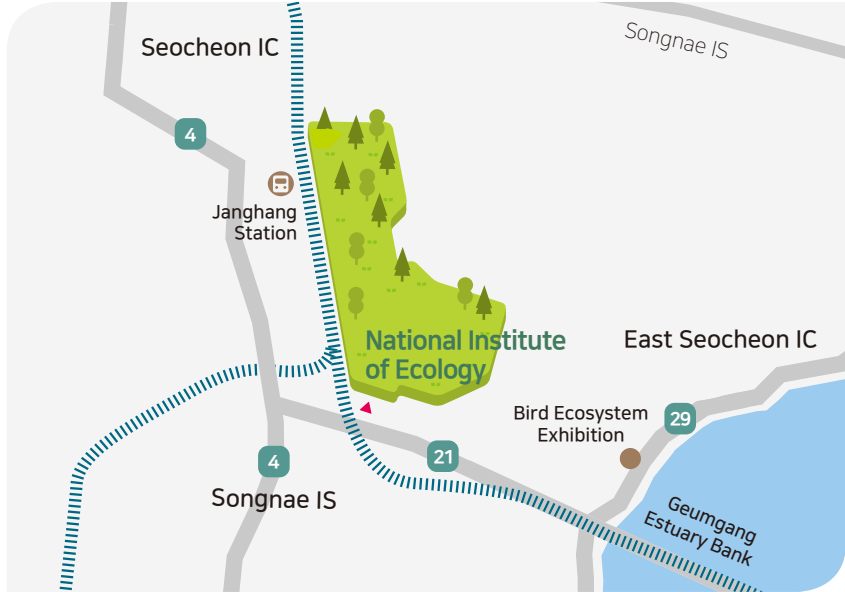 Songnae IS
Seocheon IC
4
Janghang
Station
National Institute
of Ecology
East Seocheon IC
Bird Ecosystem
Exhibition
29
21
4
Songnae IS
Geumgang
Estuary Bank